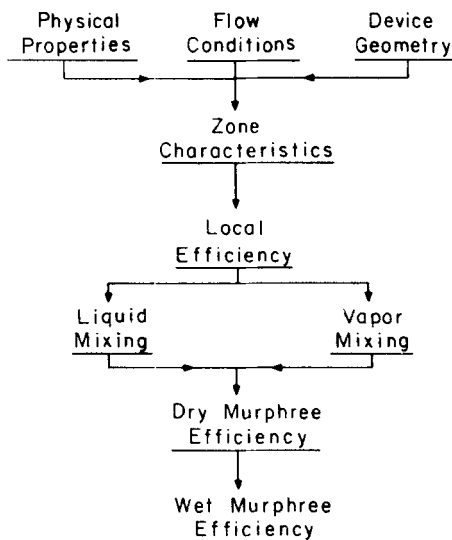 Physical
Properties
Flow
Conditions
Device
Geometry
Zone
Characteristics
Local
Efficiency
Liquid
Mixing
Vapor
Mixing
Dry Murphree
Efficiency
Wet Murphree
Efficiency